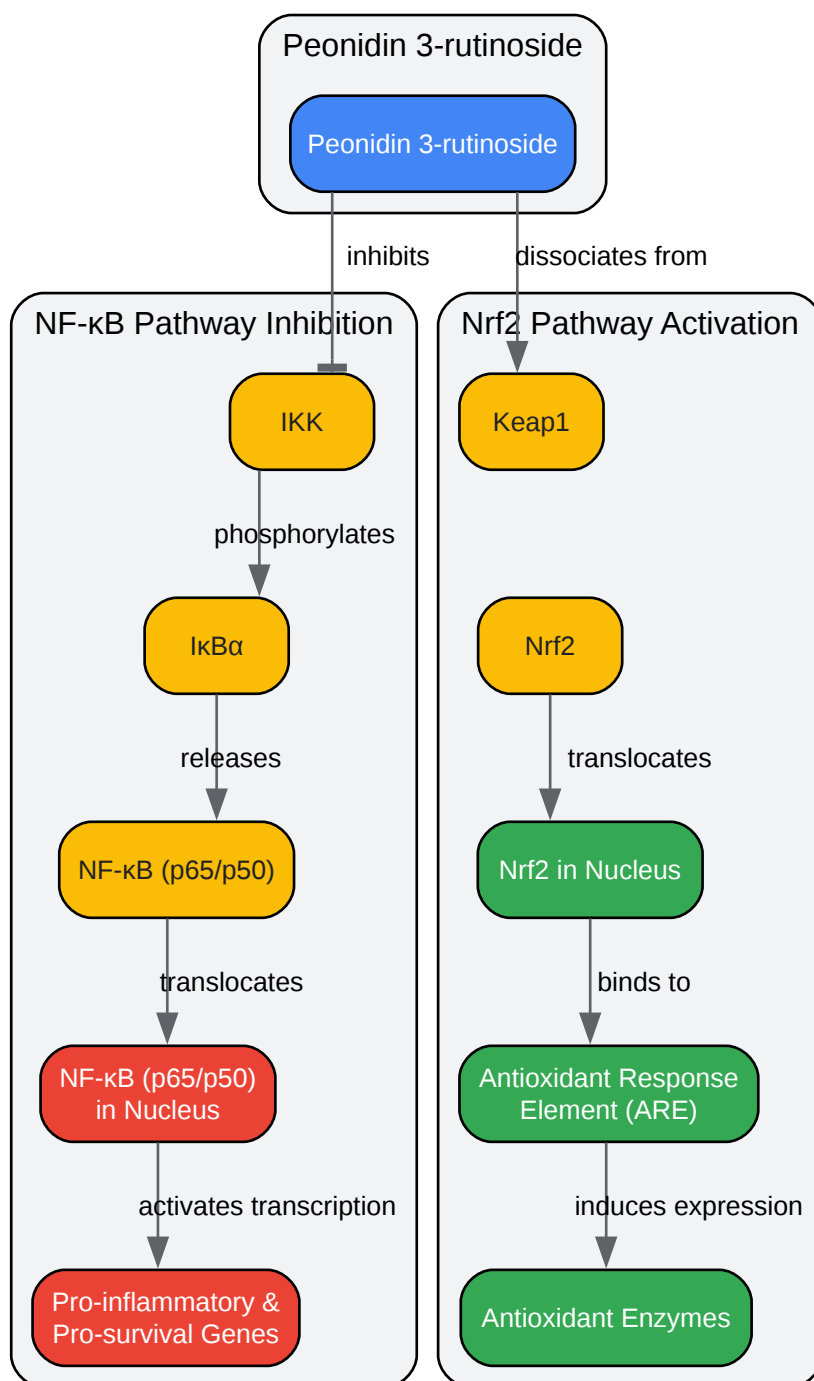 Peonidin 3-rutinoside
Peonidin 3-rutinoside
inhibits
dissociates from
NF-κB Pathway Inhibition
IKK
phosphorylates
IκBα
releases
NF-κB (p65/p50)
translocates
NF-κB (p65/p50)
in Nucleus
activates transcription
Pro-inflammatory &
Pro-survival Genes
Nrf2 Pathway Activation
Keap1
Nrf2
translocates
Nrf2 in Nucleus
binds to
Antioxidant Response
Element (ARE)
induces expression
Antioxidant Enzymes